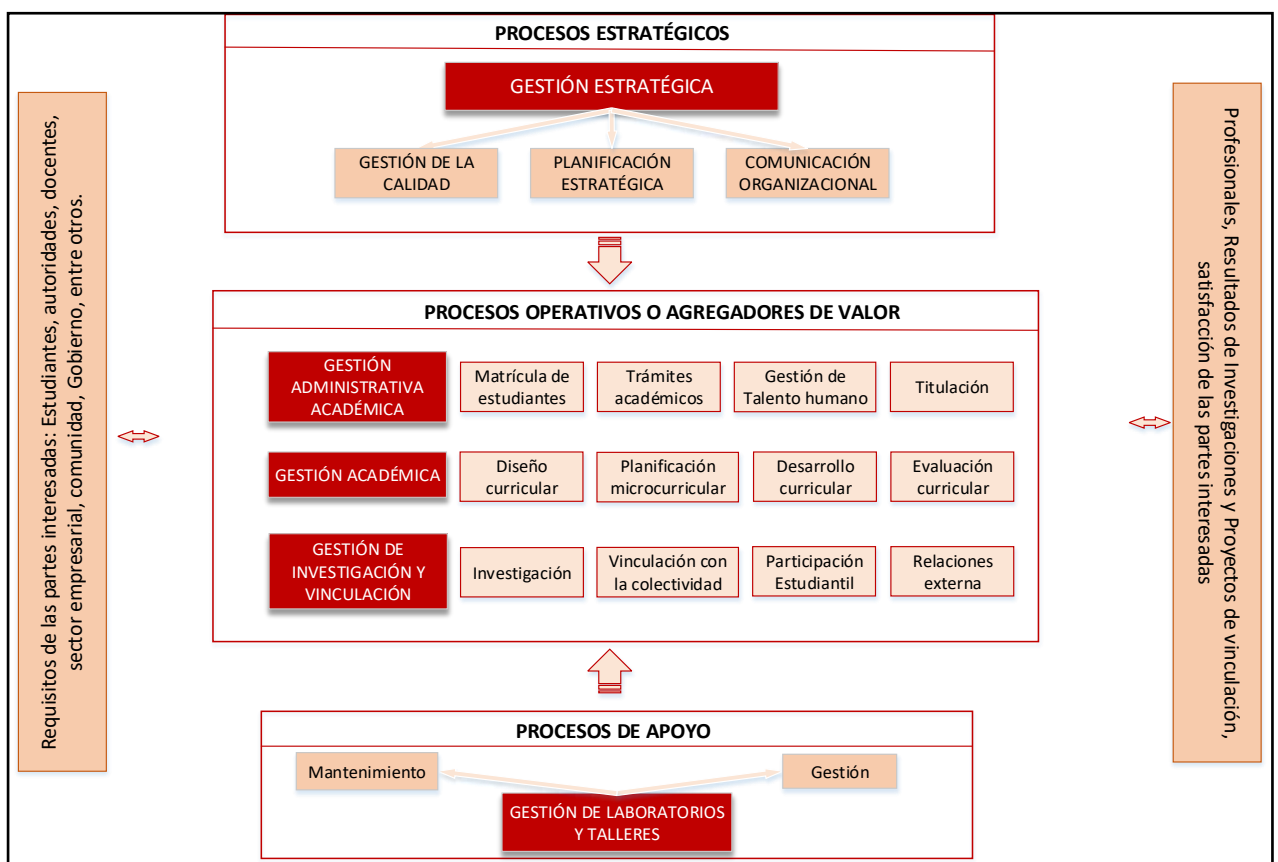 PROCESOS ESTRATÉGICOS
GESTIÓN ESTRATÉGICA
GESTIÓN DE LA
CALIDAD
PLANIFICACIÓN
ESTRATÉGICA
COMUNICACIÓN
ORGANIZACIONAL
Requisitos de las partes interesadas: Estudiantes, autoridades, docentes,
sector empresarial, comunidad, Gobierno, entre otros.
PROCESOS OPERATIVOS O AGREGADORES DE VALOR
GESTIÓN
ADMINISTRATIVA
ACADÉMICA
Matrícula de
estudiantes
Trámites
académicos
Gestión de
Talento humano
Titulación
GESTIÓN ACADÉMICA
Diseño
curricular
Planificación
microcurricular
Desarrollo
curricular
Evaluación
curricular
GESTIÓN DE
INVESTIGACIÓN Y
VINCULACIÓN
Investigación
Vinculación con
la colectividad
Participación
Estudiantil
Relaciones
externa
Profesionales, Resultados de Investigaciones y Proyectos de vinculación,
satisfacción de las partes interesadas
PROCESOS DE APOYO
Mantenimiento
Gestión
GESTIÓN DE LABORATORIOS
Y TALLERES